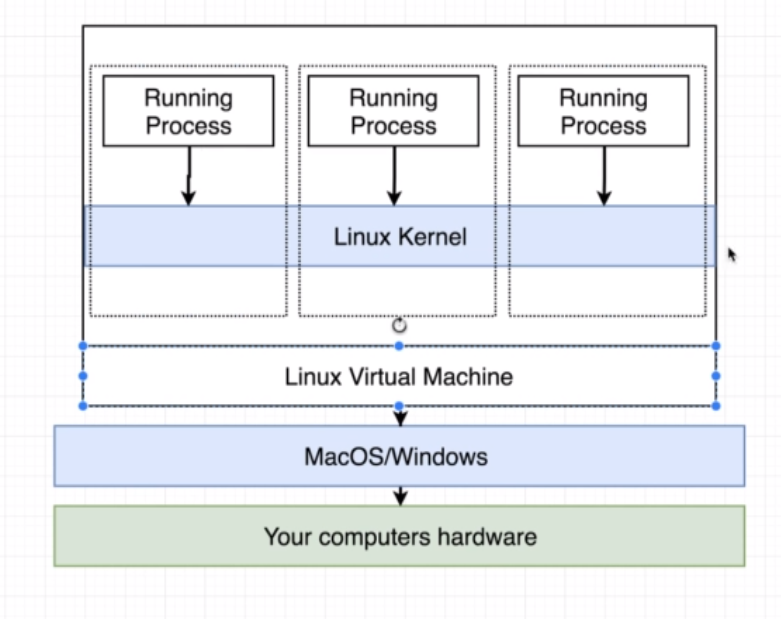 Running
Process
Running
Process
Running
Process
Linux Kernel
Linux Virtual Machine
MacOS/Windows
Your computers hardware